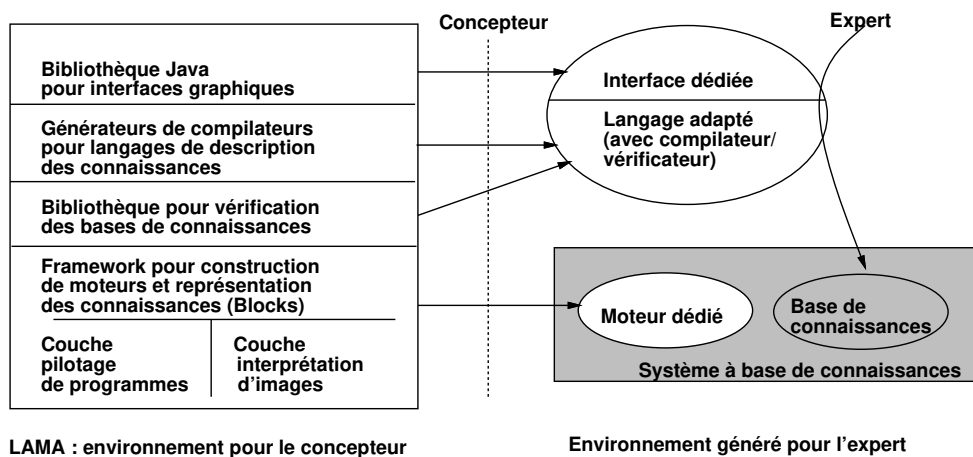 Concepteur
Expert
Bibliothèque Java
pour interfaces graphiques
Générateurs de compilateurs
pour langages de description
des connaissances
Bibliothèque pour vérification
des bases de connaissances
Framework pour construction
de moteurs et représentation
des connaissances (Blocks)
Couche
pilotage
de programmes
Couche
interprétation
d'images
Interface dédiée
Langage adapté
(avec compilateur/
vérificateur)
Moteur dédié
Base de
connaissances
Système à base de connaissances
LAMA : environnement pour le concepteur
Environnement généré pour l'expert